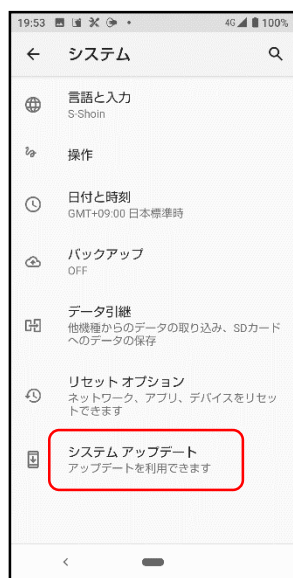 19:53 4G 100%
システム
言語と入力
S-Shoin
操作
日付と時刻
GMT+09:00 日本標準時
バックアップ
OFF
データ引継
他機種からのデータの取り込み、SDカード
へのデータの保存
リセット オプション
ネットワーク、アプリ、デバイスをリセッ
トできます
システム アップデート
アップデートを利用できます